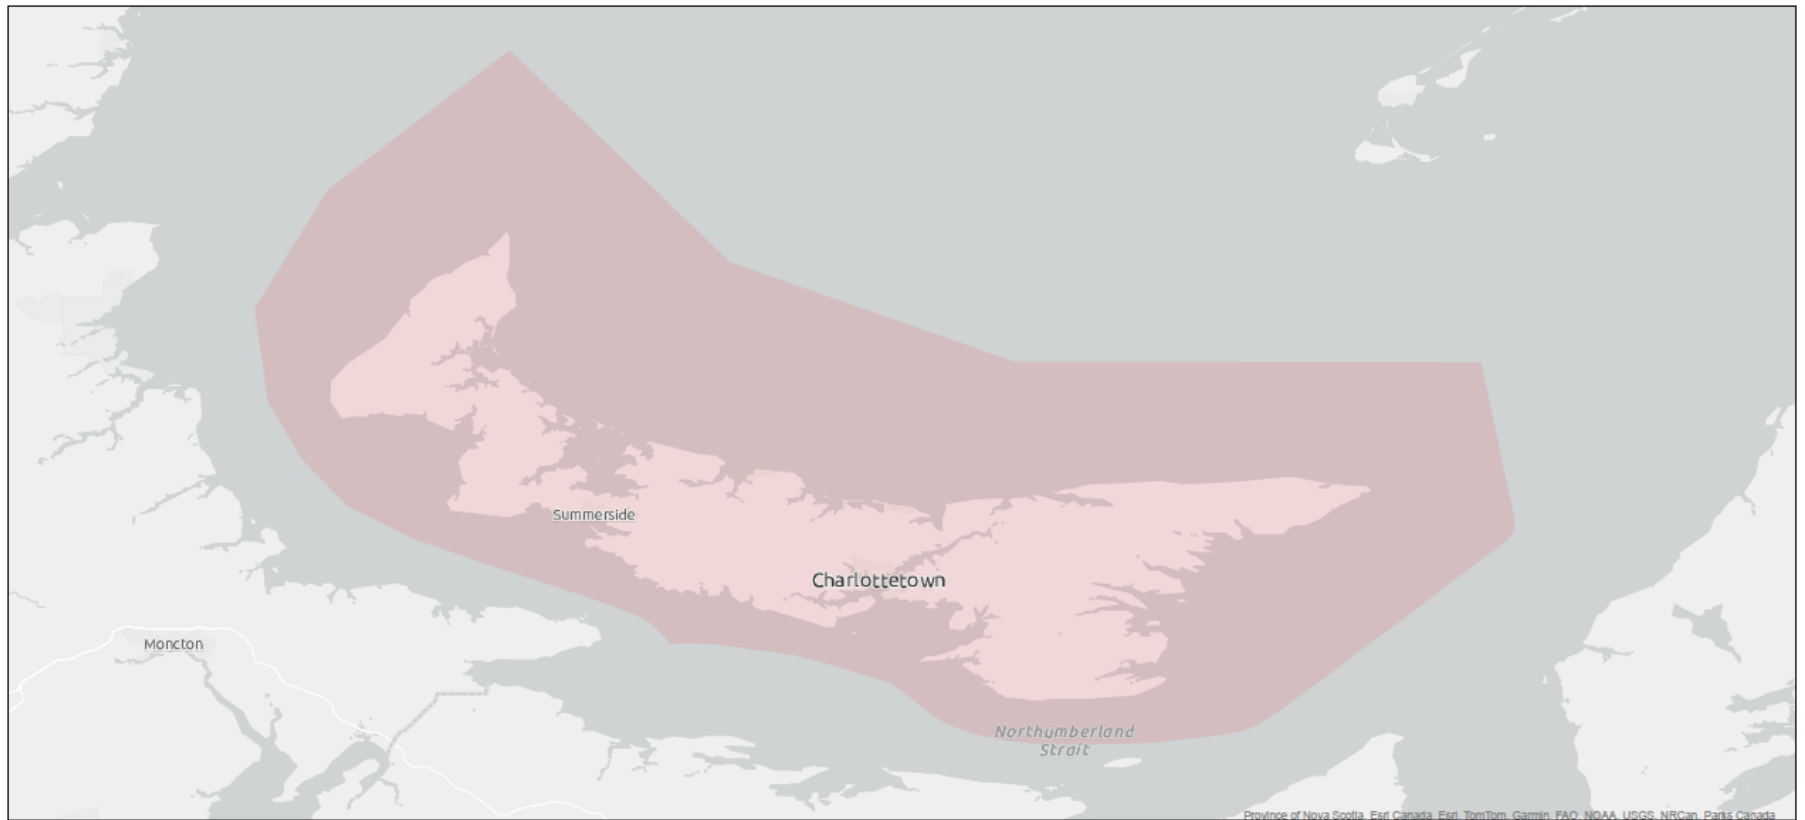 Summerside
Charlottetown
Moncton
Northumberland
Strait
Province of Nova Scotia, Esri Canada, Esri, TomTom, Garmin, FAO, NOAA, USGS, NRCan, Parks Canada